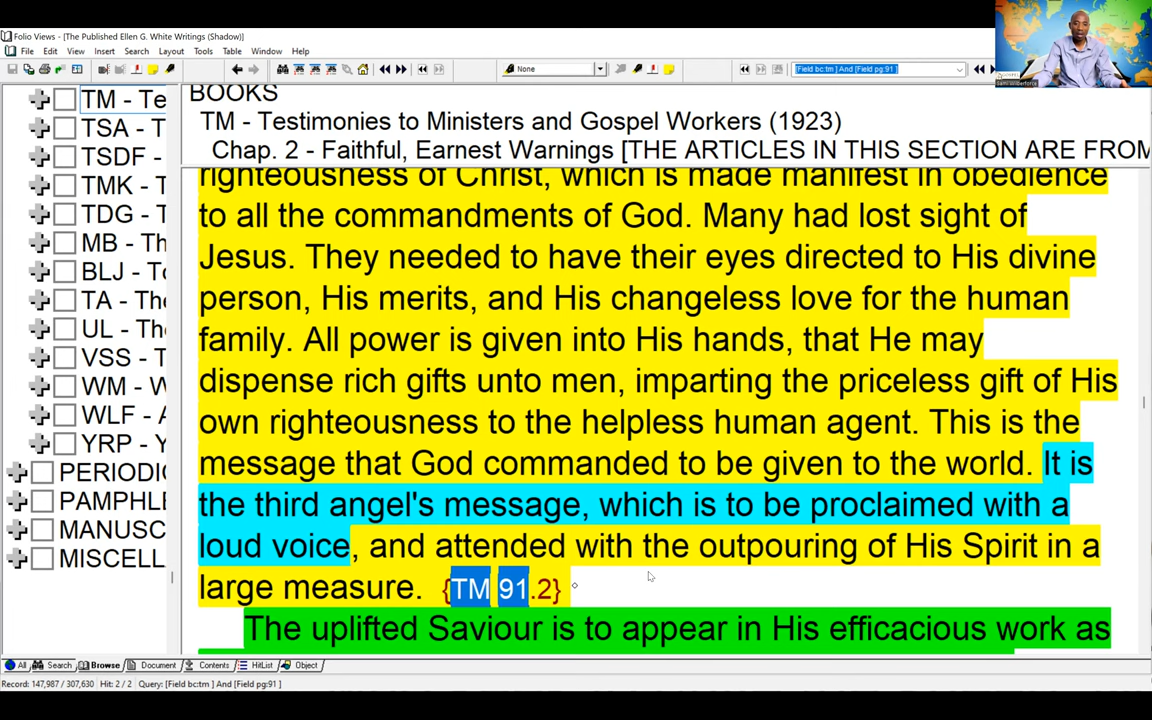 Folio Views - [The Published Ellen G. White Writings (Shadow)]
File Edit View Insert Search Layout Tools Table Window Help
None
[Field bc:tm ] And [Field pg:91 ]
TM - Te
TSA - T
TSDF -
TMK - T
TDG - T
MB - Th
BLJ - To
TA - The
UL - The
VSS - T
WM - W
WLF - A
YRP - Y
PERIODIC
PAMPHLE
MANUSC
MISCELL
BOOKS
TM - Testimonies to Ministers and Gospel Workers (1923)
Chap. 2 - Faithful, Earnest Warnings [THE ARTICLES IN THIS SECTION ARE FROM
righteousness of Christ, which is made manifest in obedience
to all the commandments of God. Many had lost sight of
Jesus. They needed to have their eyes directed to His divine
person, His merits, and His changeless love for the human
family. All power is given into His hands, that He may
dispense rich gifts unto men, imparting the priceless gift of His
own righteousness to the helpless human agent. This is the
message that God commanded to be given to the world. It is
the third angel's message, which is to be proclaimed with a
loud voice, and attended with the outpouring of His Spirit in a
large measure. {TM 91.2}
The uplifted Saviour is to appear in His efficacious work as
All Search Browse Document Contents HitList Object
Record: 147,987 / 307,630 Hit: 2 / 2 Query: [Field bc:tm ] And [Field pg:91 ]